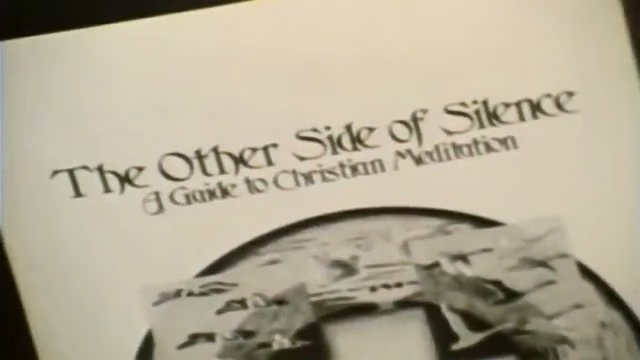 The Other Side of Silence
A Guide to Christian Meditation